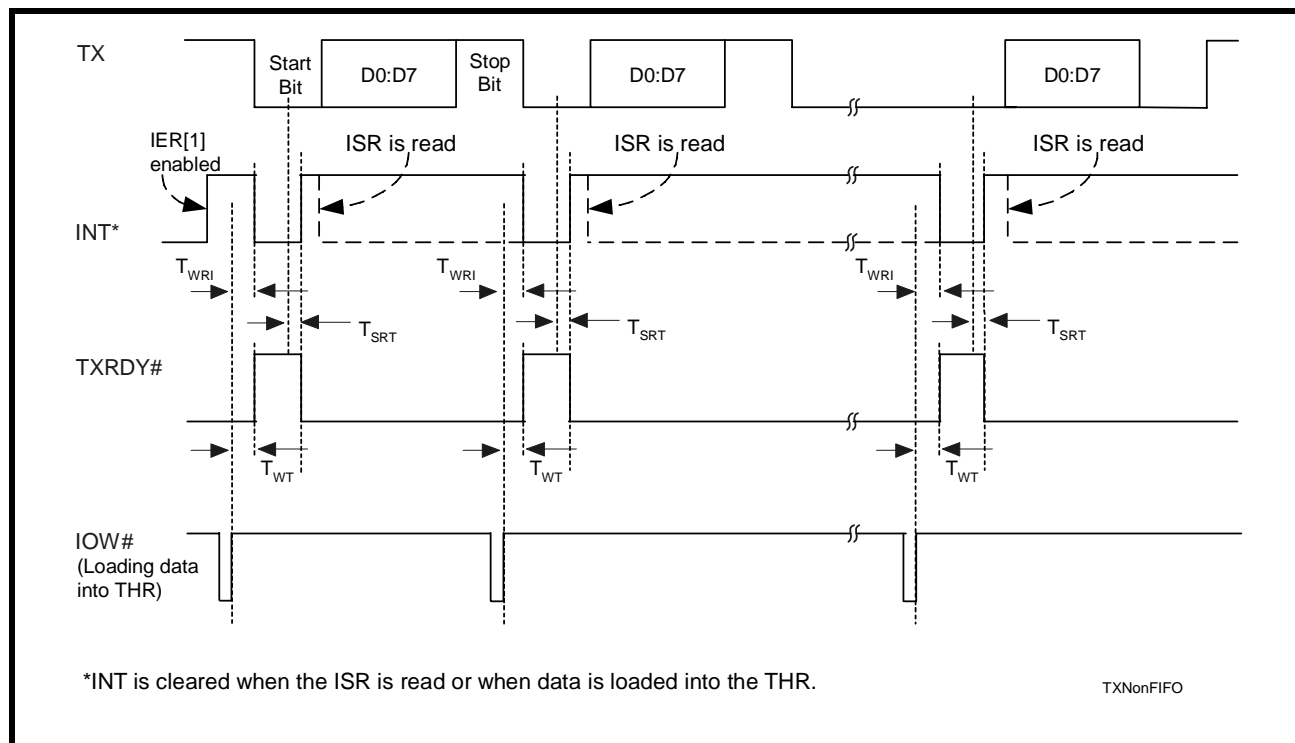 TX
Start
Bit
D0:D7
Stop
Bit
D0:D7
D0:D7
IER[1]
enabled
ISR is read
ISR is read
ISR is read
INT*
TWRI
TWRI
TWRI
TSRT
TSRT
TSRT
TXRDY#
TWT
TWT
TWT
IOW#
(Loading data
into THR)
*INT is cleared when the ISR is read or when data is loaded into the THR.
TXNonFIFO